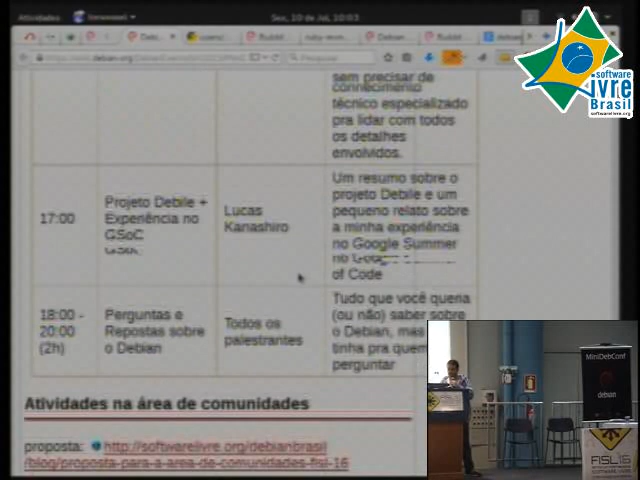 Atividades
Sex, 10 de Jul, 10:03
sem precisar de
conhecimento
técnico especializado
pra lidar com todos
os detalhes
envolvidos.
17:00
Projeto Debile +
Experiência no
GSoC
Lucas
Kanashiro
Um resumo sobre o
projeto Debile e um
pequeno relato sobre
a minha experiência
no Google Summer
of Code
18:00 -
20:00
(2h)
Perguntas e
Repostas sobre
o Debian
Todos os
palestrantes
Tudo que você queria
(ou não) saber sobre
o Debian, mas
tinha pra quem
perguntar
Atividades na área de comunidades
proposta: http://softwarelivre.org/debianbrasil
/blog/proposta-para-a-area-de-comunidades-fisl-16
software
livre
Brasil
softwarelivre.org
MiniDebConf
debian
FISL16